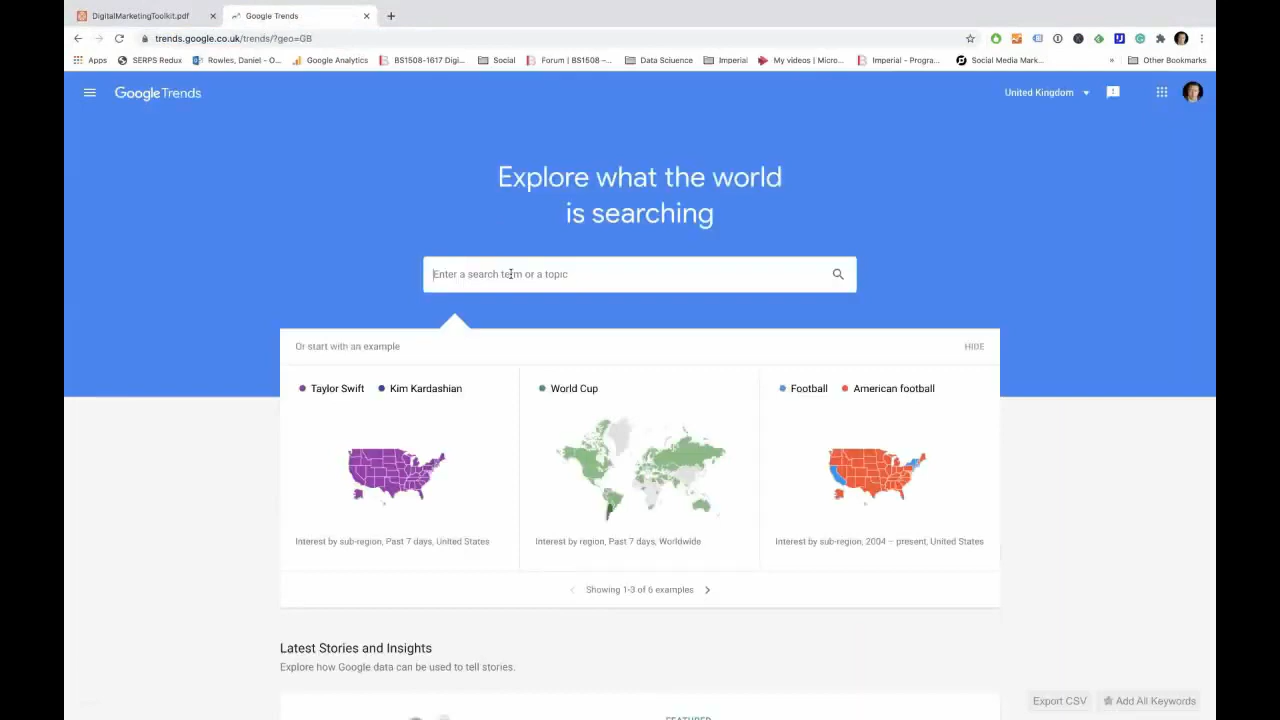 DigitalMarketingToolkit.pdf
Google Trends
trends.google.co.uk/trends/?geo=GB
Apps
SERPS Redux
Rowles, Daniel - O...
Google Analytics
BS1508-1617 Digi...
Social
Forum | BS1508 –...
Data Sciuence
Imperial
My videos | Micro...
Imperial - Progra...
Social Media Mark...
»
Other Bookmarks
Google Trends
United Kingdom
Explore what the world
is searching
Enter a search term or a topic
Or start with an example
HIDE
Taylor Swift
Kim Kardashian
World Cup
Football
American football
Interest by sub-region, Past 7 days, United States
Interest by region, Past 7 days, Worldwide
Interest by sub-region, 2004 – present, United States
Showing 1-3 of 6 examples
Latest Stories and Insights
Explore how Google data can be used to tell stories.
FEATURED
Export CSV
Add All Keywords